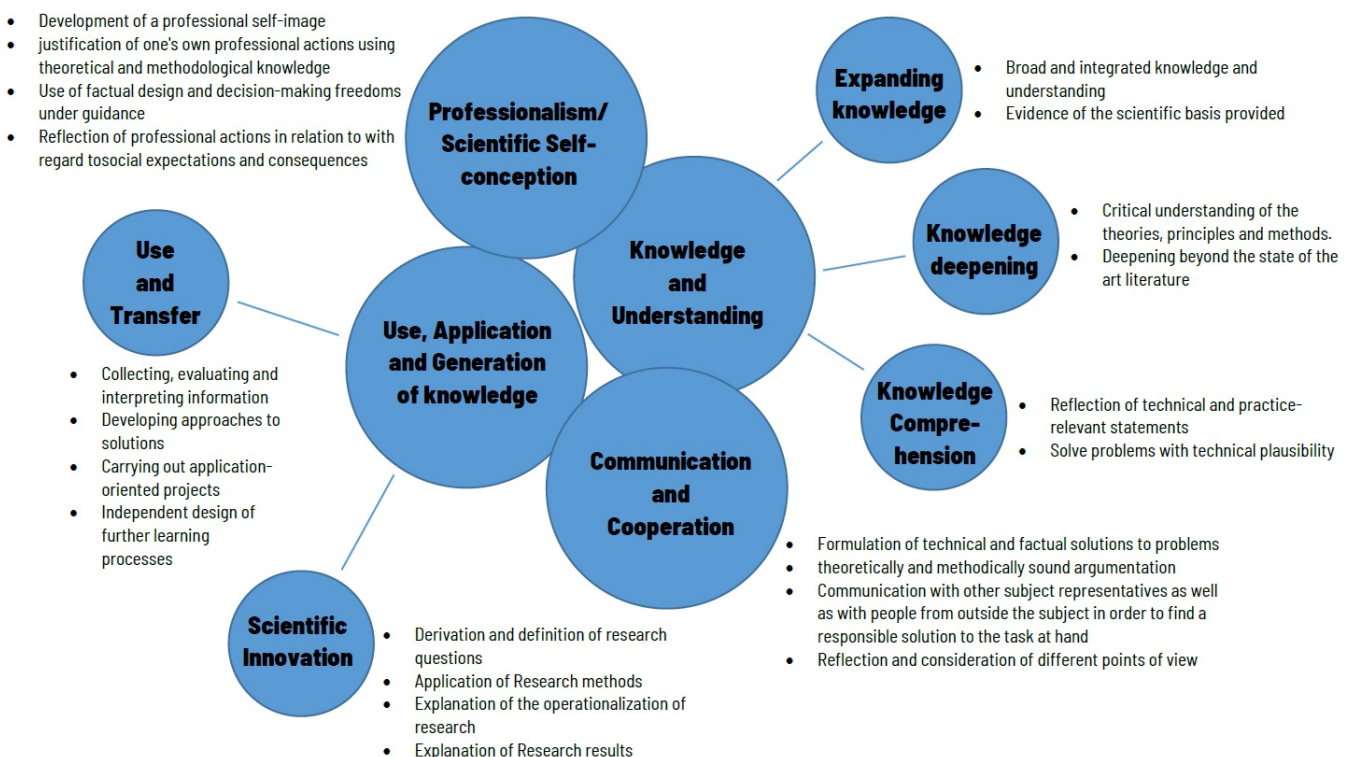 • Development of a professional self-image
• justification of one's own professional actions using
theoretical and methodological knowledge
• Use of factual design and decision-making freedoms
under guidance
• Reflection of professional actions in relation to with
regard tosocial expectations and consequences
Professionalism/
Scientific Self-
conception
Expanding
knowledge
• Broad and integrated knowledge and
understanding
• Evidence of the scientific basis provided
Knowledge
and
Understanding
Knowledge
deepening
• Critical understanding of the
theories, principles and methods.
• Deepening beyond the state of the
art literature
Knowledge
Compre-
hension
• Reflection of technical and practice-
relevant statements
• Solve problems with technical plausibility
Use
and
Transfer
• Collecting, evaluating and
interpreting information
• Developing approaches to
solutions
• Carrying out application-
oriented projects
• Independent design of
further learning
processes
Use, Application
and Generation
of knowledge
Communication
and
Cooperation
• Formulation of technical and factual solutions to problems
• theoretically and methodically sound argumentation
• Communication with other subject representatives as well
as with people from outside the subject in order to find a
responsible solution to the task at hand
• Reflection and consideration of different points of view
Scientific
Innovation
• Derivation and definition of research
questions
• Application of Research methods
• Explanation of the operationalization of
research
• Explanation of Research results